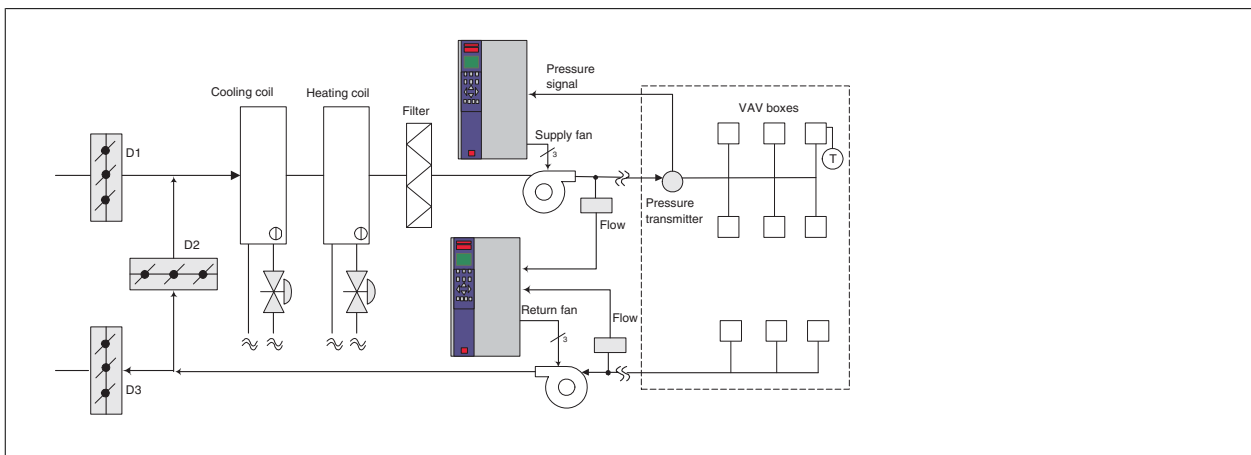 Cooling coil
Heating coil
Filter
Pressure
signal
VAV boxes
D1
Supply fan
3
T
D2
Flow
Pressure
transmitter
Return fan
3
Flow
D3